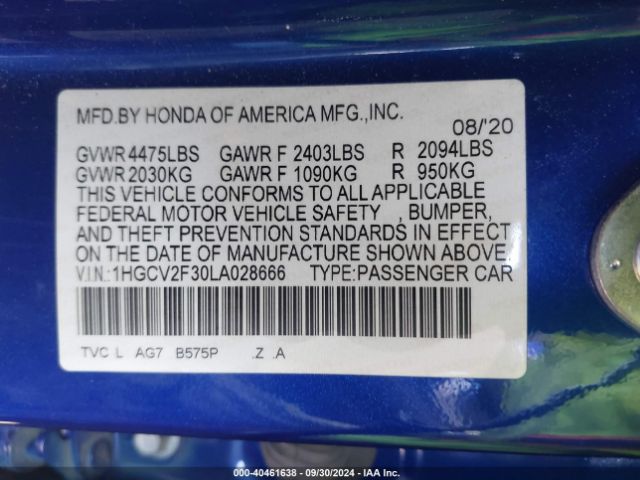 MFD.BY HONDA OF AMERICA MFG.,INC.
08/'20
GVWR 4475LBS GAWR F 2403LBS R 2094LBS
GVWR 2030KG GAWR F 1090KG R 950KG
THIS VEHICLE CONFORMS TO ALL APPLICABLE
FEDERAL MOTOR VEHICLE SAFETY , BUMPER,
AND THEFT PREVENTION STANDARDS IN EFFECT
ON THE DATE OF MANUFACTURE SHOWN ABOVE.
V.I.N.:1HGCV2F30LA028666 TYPE:PASSENGER CAR
TVC L AG7 B575P .Z .A
000-40461638 - 09/30/2024 - IAA Inc.